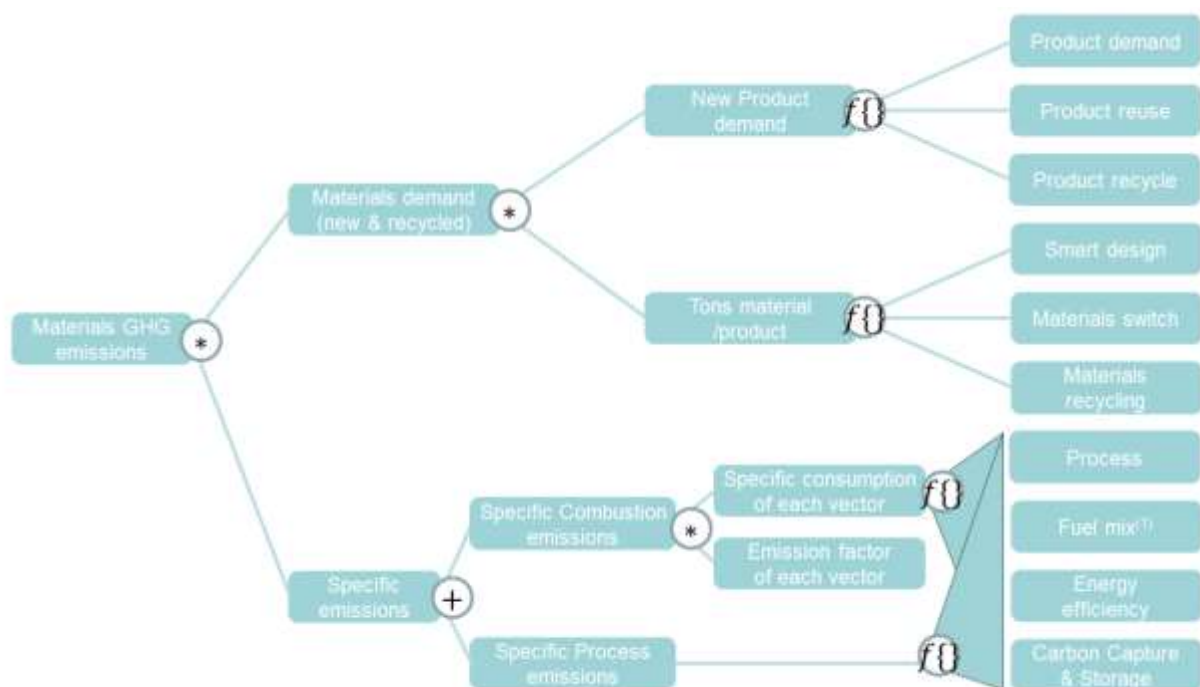 Product demand
New Product
demand
f{}
Product reuse
Product recycle
Materials demand
(new & recycled)
*
Smart design
Tons material
/product
f{}
Materials switch
Materials
recycling
Materials GHG
emissions
*
Process
Specific consumption
of each vector
f{}
Specific Combustion
emissions
*
Fuel mix(1)
Emission factor
of each vector
Specific
emissions
+
Energy
efficiency
Specific Process
emissions
f{}
Carbon Capture
& Storage